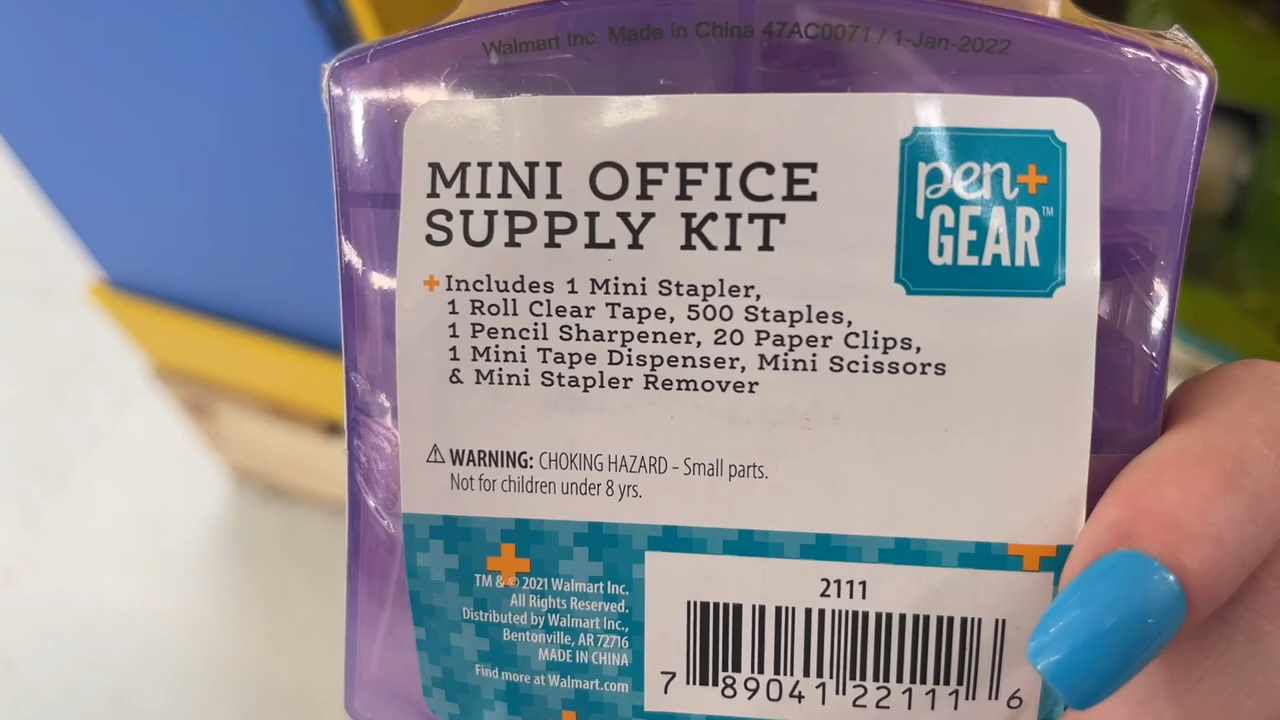 Walmart Inc. Made in China 47AC0071 / 1-Jan-2022
MINI OFFICE
SUPPLY KIT
pen+
GEAR™
+ Includes 1 Mini Stapler,
1 Roll Clear Tape, 500 Staples,
1 Pencil Sharpener, 20 Paper Clips,
1 Mini Tape Dispenser, Mini Scissors
& Mini Stapler Remover
⚠ WARNING: CHOKING HAZARD - Small parts.
Not for children under 8 yrs.
TM & © 2021 Walmart Inc.
All Rights Reserved.
Distributed by Walmart Inc.,
Bentonville, AR 72716
MADE IN CHINA
Find more at Walmart.com
2111
7 89041 22111 6